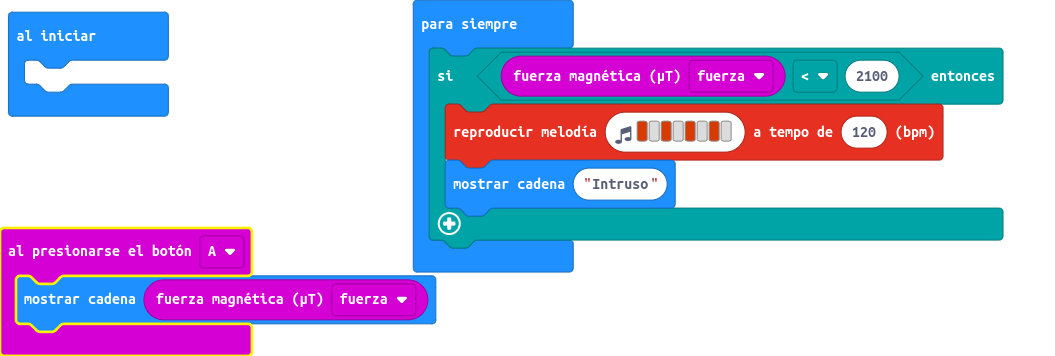 al iniciar
para siempre
si fuerza magnética (µT) fuerza < 2100 entonces
reproducir melodía a tempo de 120 (bpm)
mostrar cadena "Intruso"
al presionarse el botón A
mostrar cadena fuerza magnética (µT) fuerza